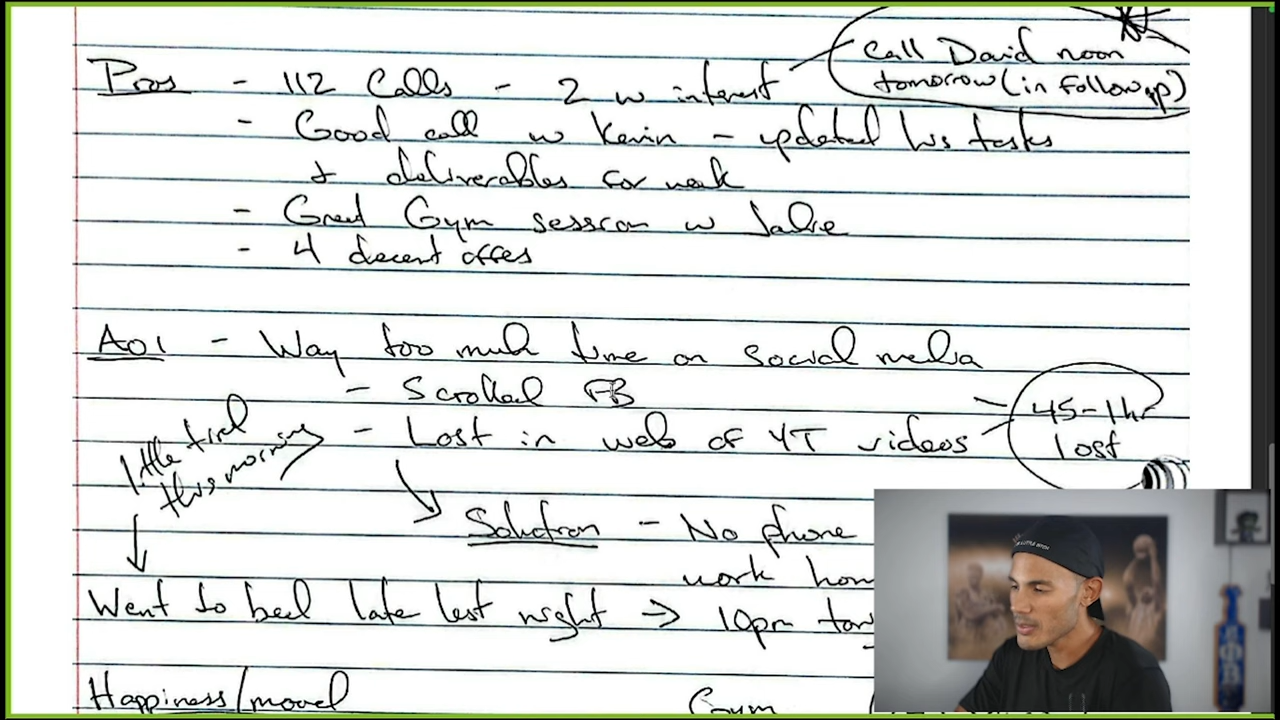 Call David noon
tomorrow (in follow up)
Pros - 112 Calls - 2 w interest
- Good call w Kevin - updated his tasks
+ deliverables for week
- Great Gym session w Jake
- 4 decent offers
AOI - Way too much time on social media
- Scrolled FB
- Lost in web of YT videos
45-1hr
lost
little tired
this morning
Solution - No phone
work
Went to bed late last night → 10pm
Happiness/mood
Gym